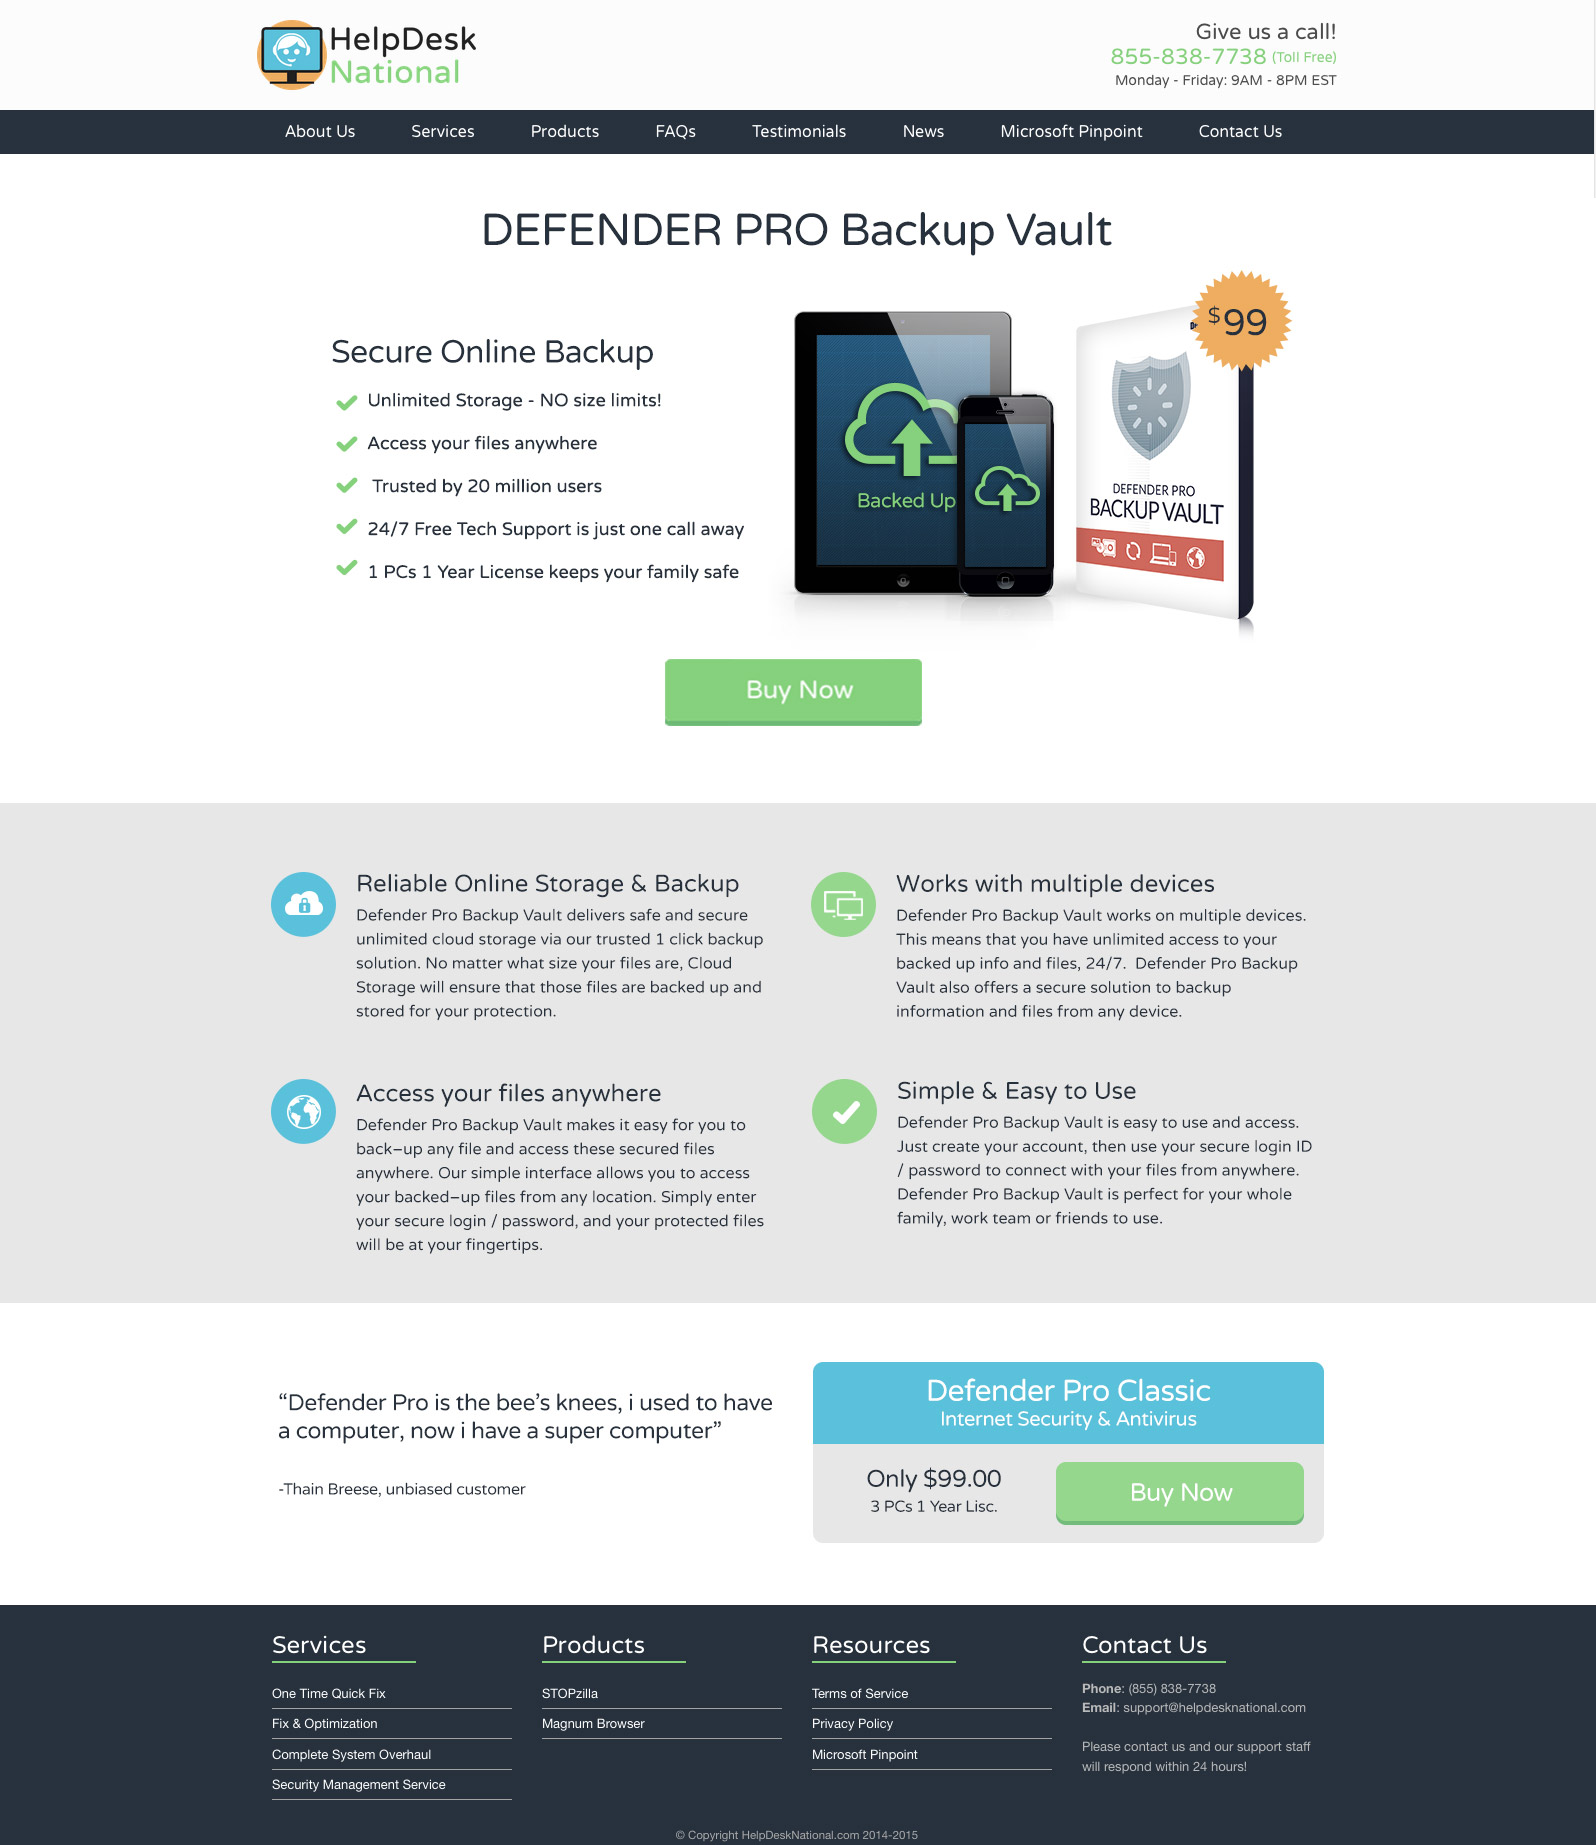 HelpDesk
National
Give us a call!
855-838-7738 (Toll Free)
Monday - Friday: 9AM - 8PM EST
About Us Services Products FAQs Testimonials News Microsoft Pinpoint Contact Us
DEFENDER PRO Backup Vault
Secure Online Backup
Unlimited Storage - NO size limits!
Access your files anywhere
Trusted by 20 million users
24/7 Free Tech Support is just one call away
1 PCs 1 Year License keeps your family safe
Backed Up
$99
DEFENDER PRO
BACKUP VAULT
Buy Now
Reliable Online Storage & Backup
Defender Pro Backup Vault delivers safe and secure
unlimited cloud storage via our trusted 1 click backup
solution. No matter what size your files are, Cloud
Storage will ensure that those files are backed up and
stored for your protection.
Works with multiple devices
Defender Pro Backup Vault works on multiple devices.
This means that you have unlimited access to your
backed up info and files, 24/7.  Defender Pro Backup
Vault also offers a secure solution to backup
information and files from any device.
Access your files anywhere
Defender Pro Backup Vault makes it easy for you to
back–up any file and access these secured files
anywhere. Our simple interface allows you to access
your backed–up files from any location. Simply enter
your secure login / password, and your protected files
will be at your fingertips.
Simple & Easy to Use
Defender Pro Backup Vault is easy to use and access.
Just create your account, then use your secure login ID
/ password to connect with your files from anywhere.
Defender Pro Backup Vault is perfect for your whole
family, work team or friends to use.
“Defender Pro is the bee’s knees, i used to have
a computer, now i have a super computer”
-Thain Breese, unbiased customer
Defender Pro Classic
Internet Security & Antivirus
Only $99.00
3 PCs 1 Year Lisc.
Buy Now
Services
One Time Quick Fix
Fix & Optimization
Complete System Overhaul
Security Management Service
Products
STOPzilla
Magnum Browser
Resources
Terms of Service
Privacy Policy
Microsoft Pinpoint
Contact Us
Phone: (855) 838-7738
Email: support@helpdesknational.com
Please contact us and our support staff
will respond within 24 hours!
© Copyright HelpDeskNational.com 2014-2015